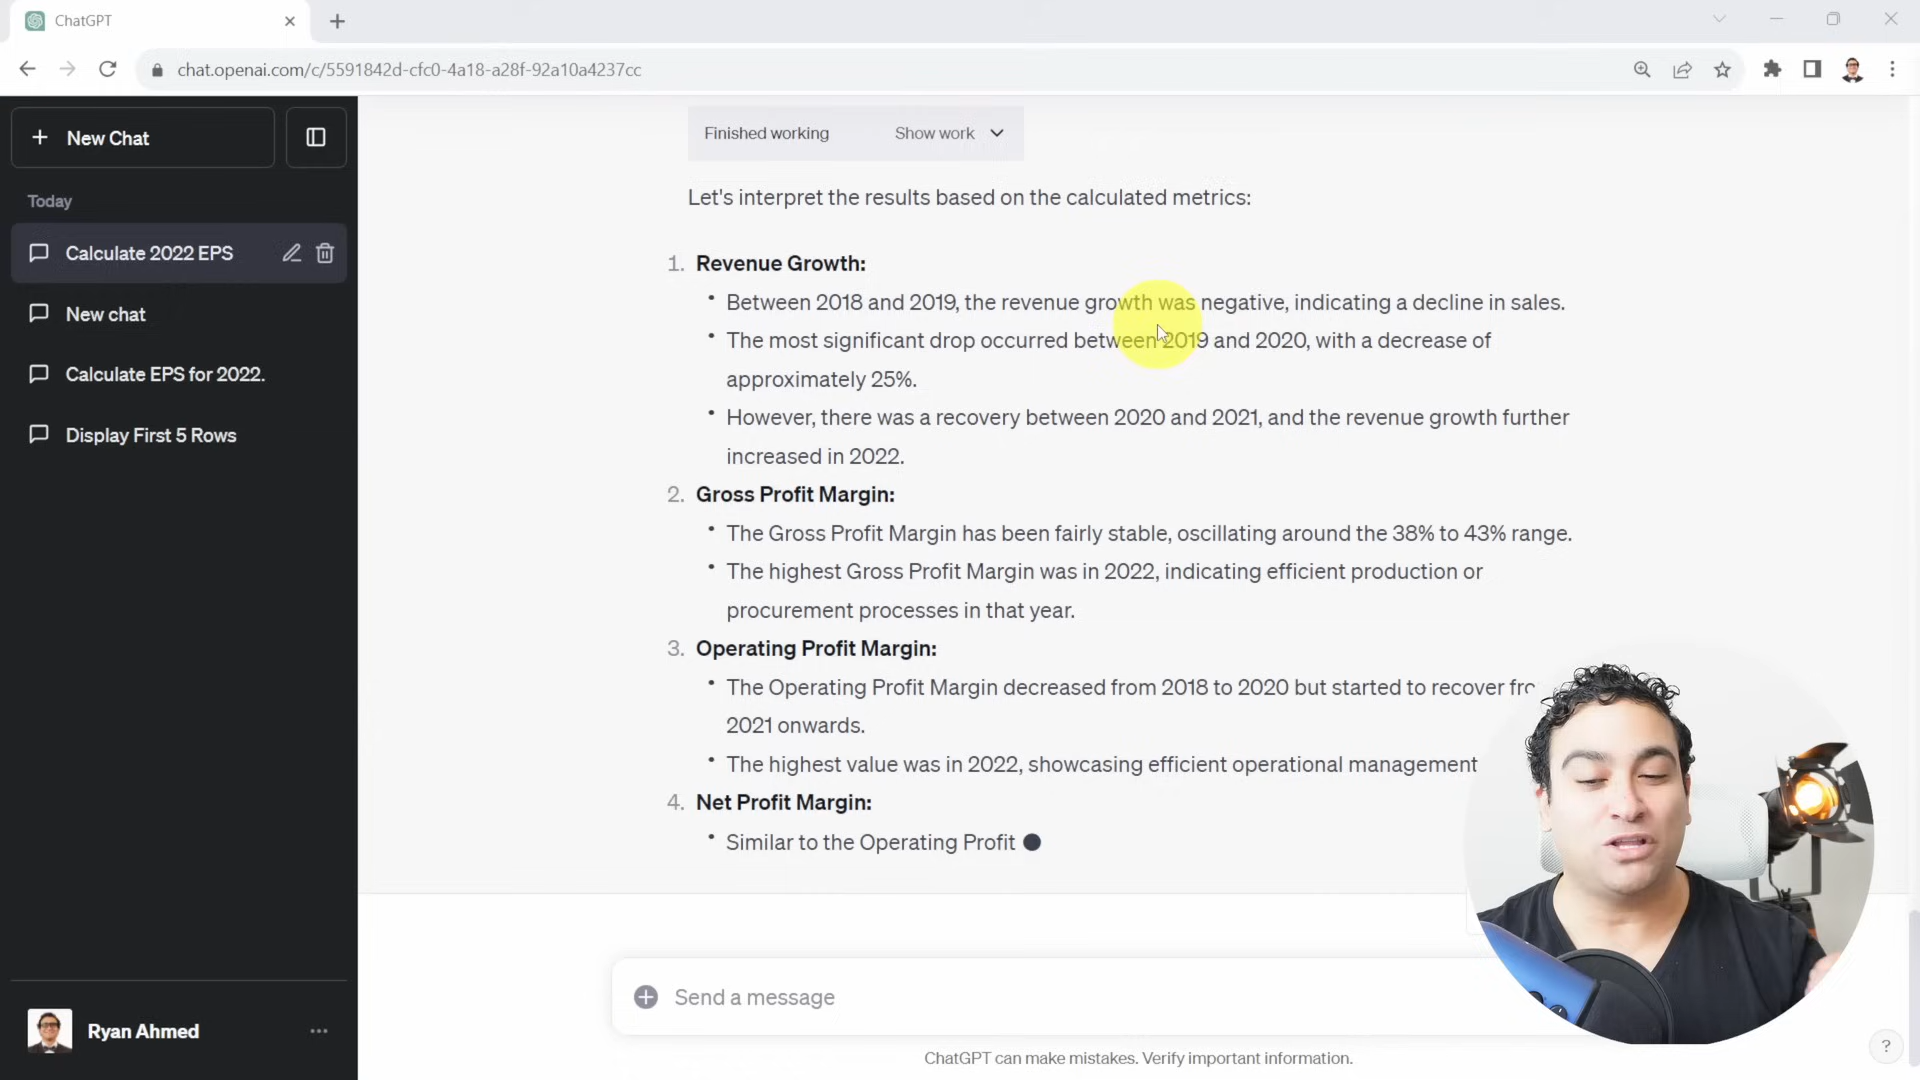 ChatGPT
chat.openai.com/c/5591842d-cfc0-4a18-a28f-92a10a4237cc
New Chat
Today
Calculate 2022 EPS
New chat
Calculate EPS for 2022.
Display First 5 Rows
Ryan Ahmed
Finished working Show work
Let's interpret the results based on the calculated metrics:
1. Revenue Growth:
• Between 2018 and 2019, the revenue growth was negative, indicating a decline in sales.
• The most significant drop occurred between 2019 and 2020, with a decrease of
approximately 25%.
• However, there was a recovery between 2020 and 2021, and the revenue growth further
increased in 2022.
2. Gross Profit Margin:
• The Gross Profit Margin has been fairly stable, oscillating around the 38% to 43% range.
• The highest Gross Profit Margin was in 2022, indicating efficient production or
procurement processes in that year.
3. Operating Profit Margin:
• The Operating Profit Margin decreased from 2018 to 2020 but started to recover
2021 onwards.
• The highest value was in 2022, showcasing efficient operational management
4. Net Profit Margin:
• Similar to the Operating Profit
Send a message
ChatGPT can make mistakes. Verify important information.
?